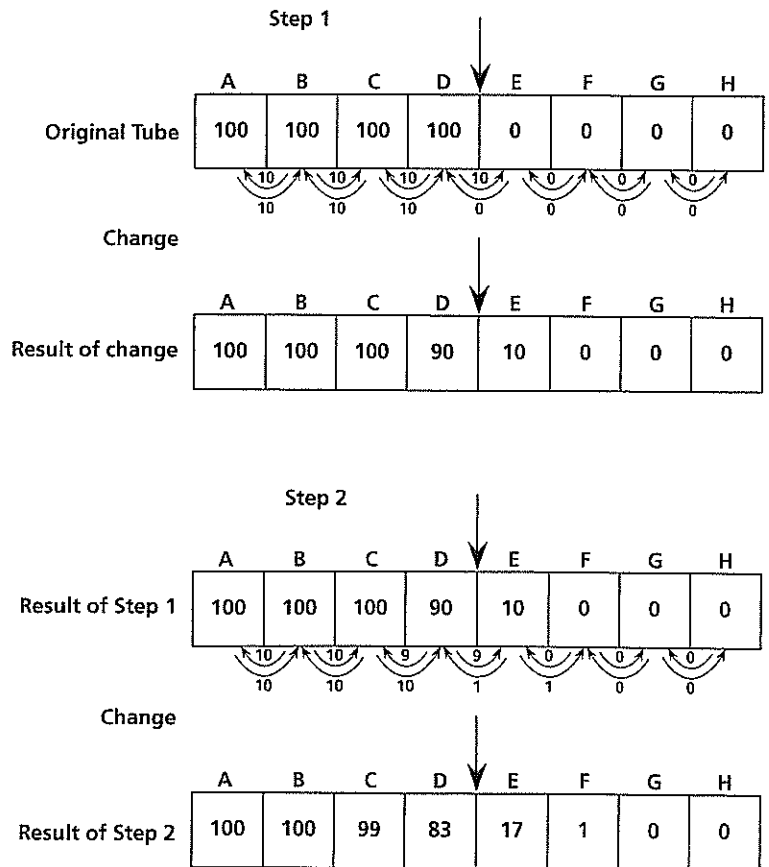 Step 1
A B C D E F G H
Original Tube 100 100 100 100 0 0 0 0
10 10 10 10 0 0 0
10 10 10 0 0 0 0
Change
A B C D E F G H
Result of change 100 100 100 90 10 0 0 0
Step 2
A B C D E F G H
Result of Step 1 100 100 100 90 10 0 0 0
10 10 9 9 0 0 0
10 10 10 1 1 0 0
Change
A B C D E F G H
Result of Step 2 100 100 99 83 17 1 0 0